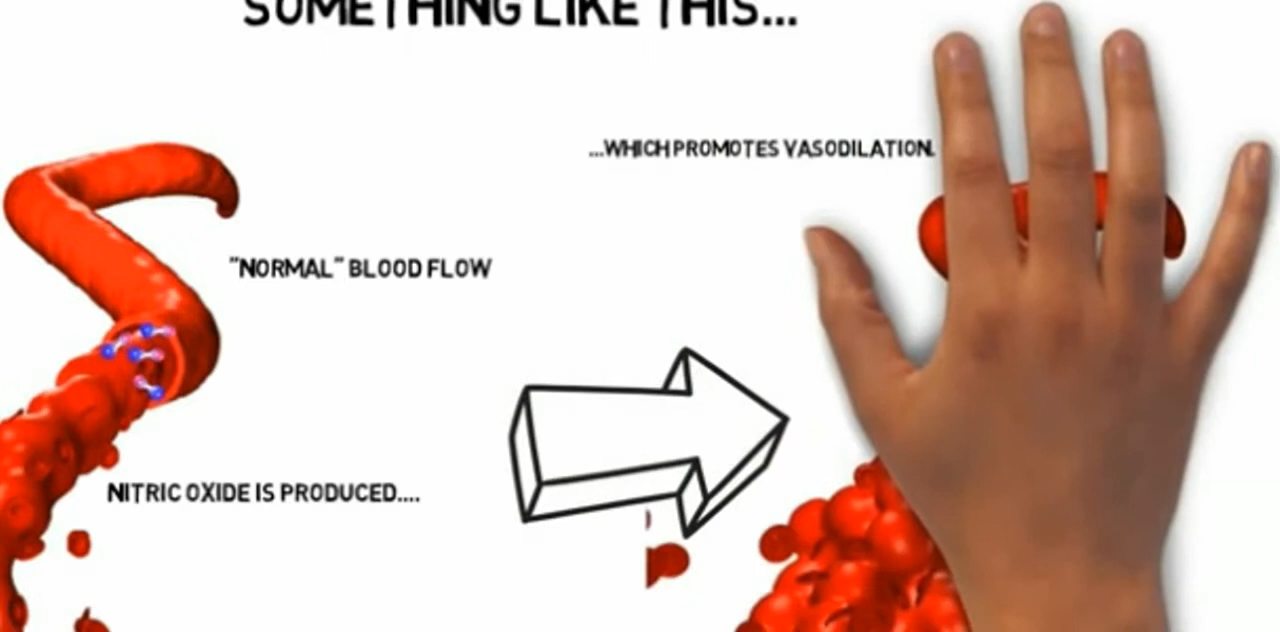 SOMETHING LIKE THIS...
...WHICH PROMOTES VASODILATION.
"NORMAL" BLOOD FLOW
NITRIC OXIDE IS PRODUCED....